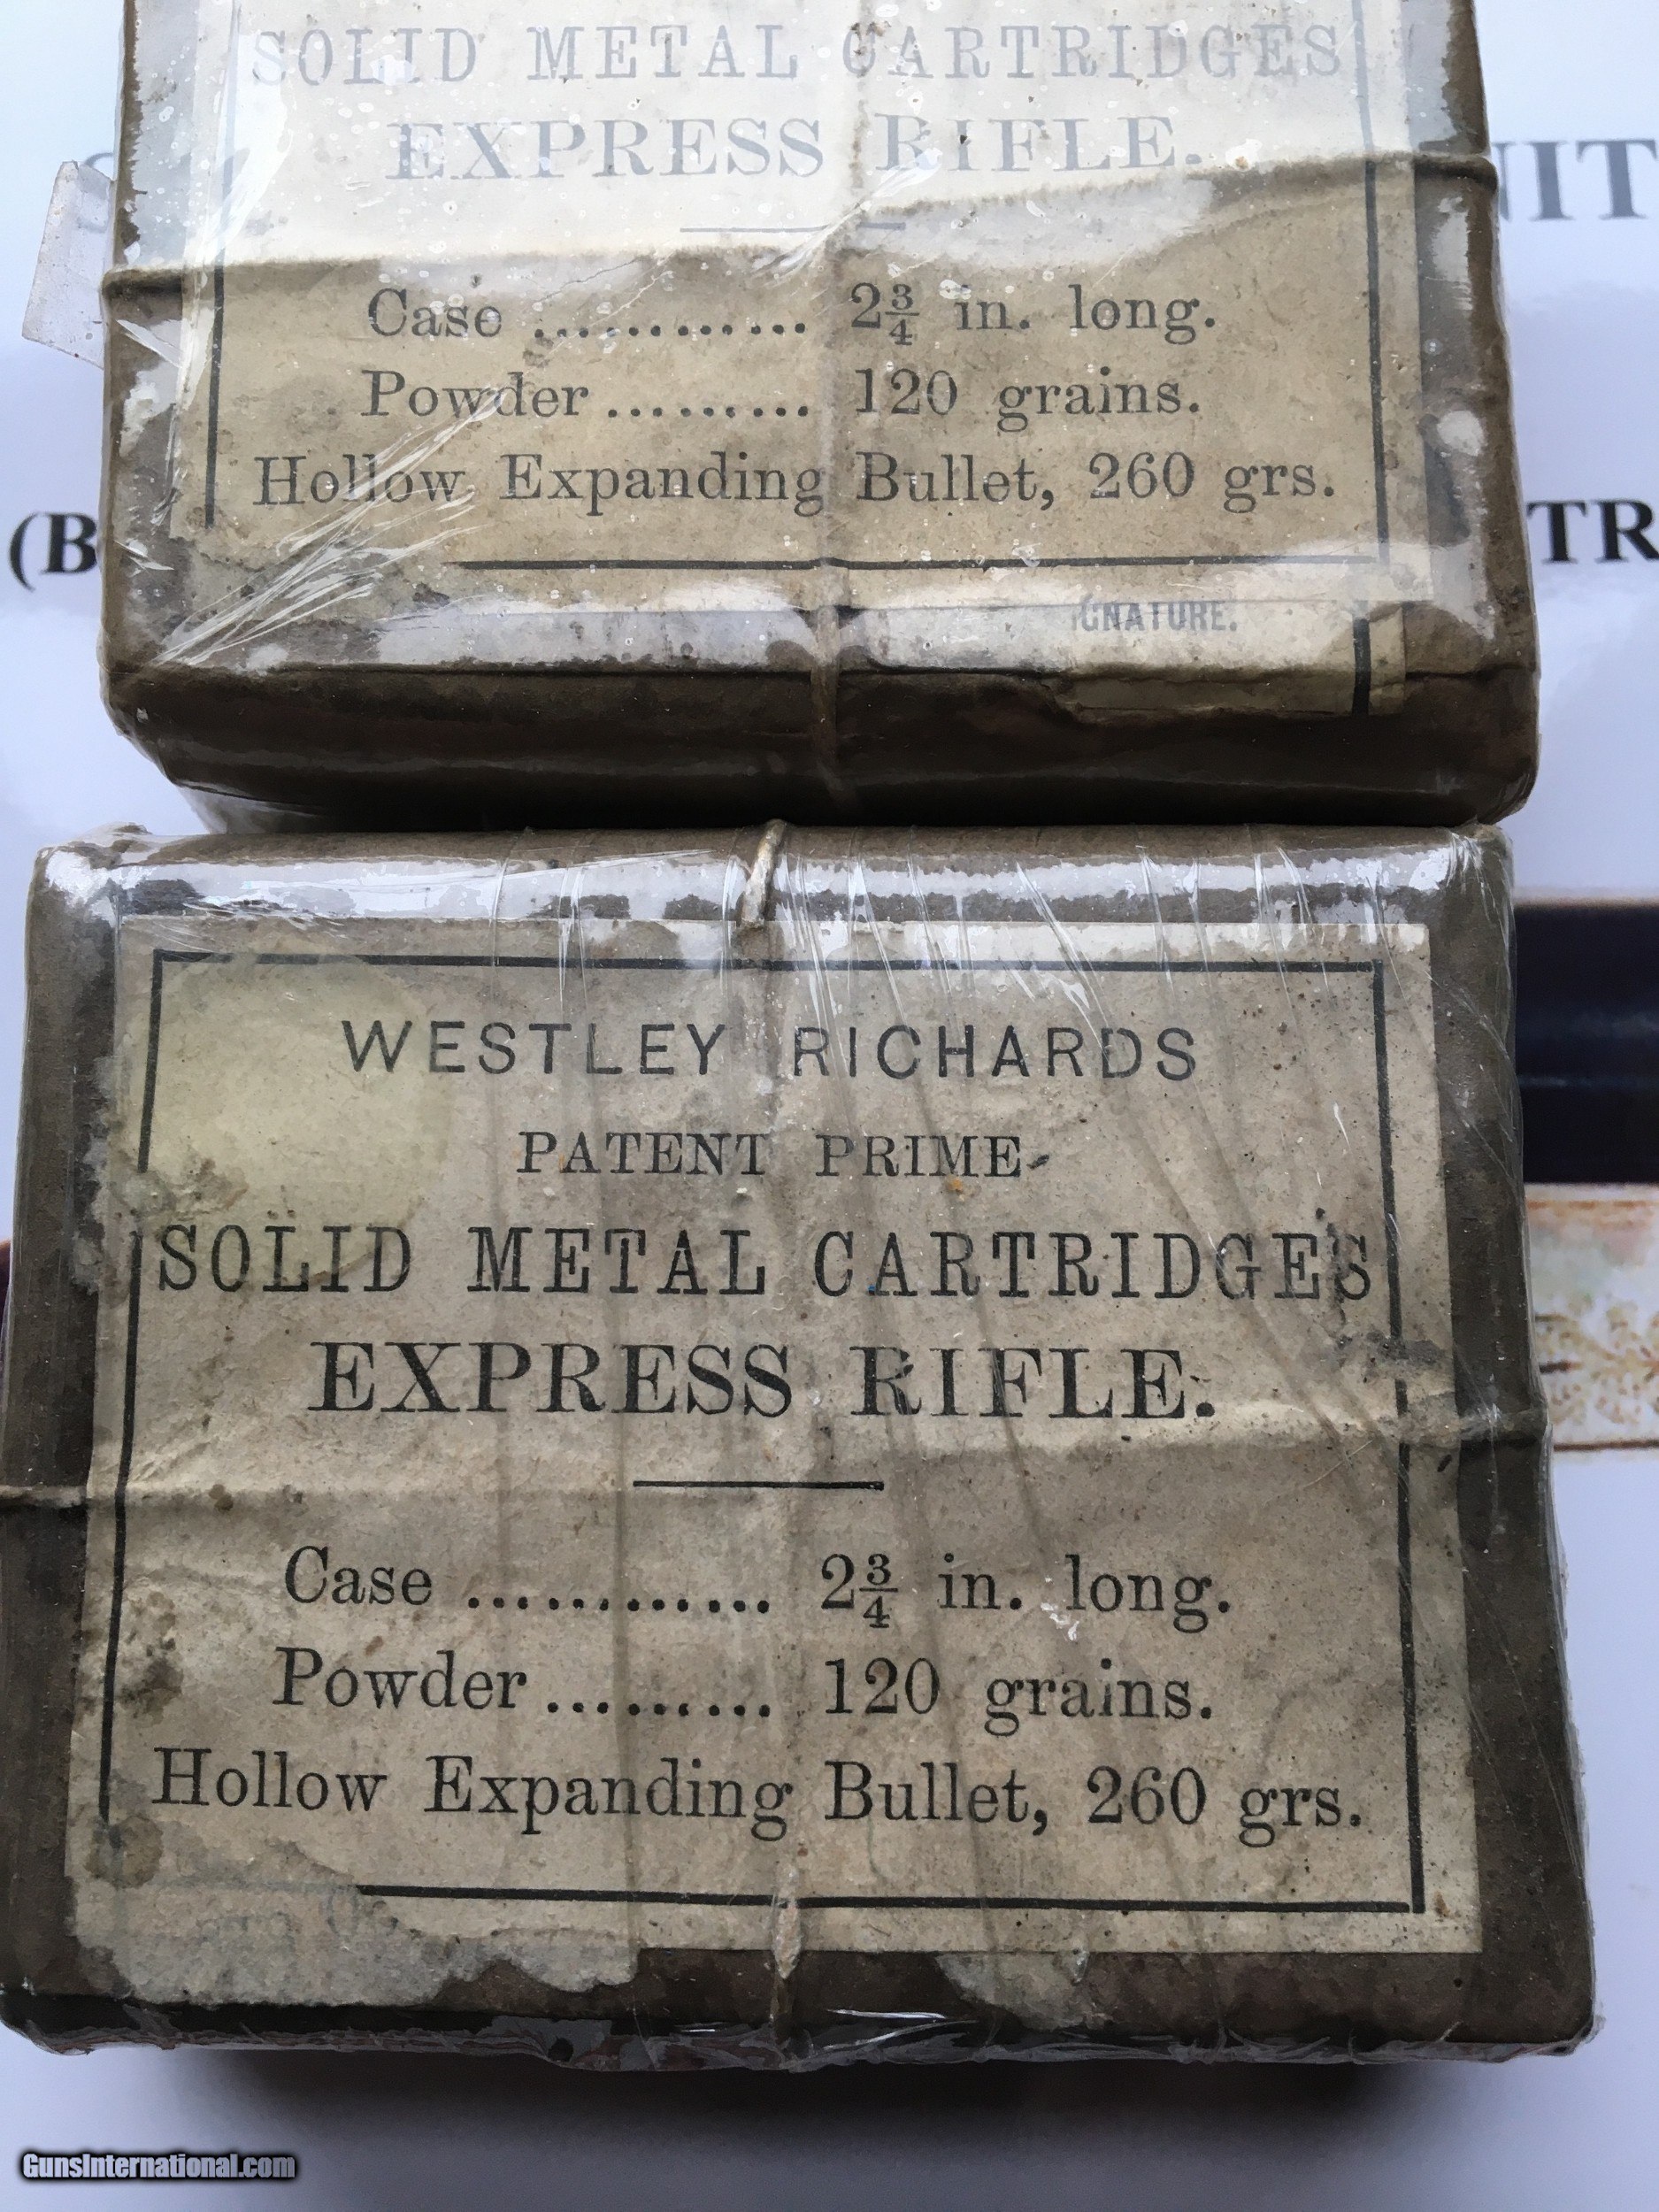 SOLID METAL CARTRIDGES
EXPRESS RIFLE.
NIT
Case ............ 2¾ in. long.
Powder ......... 120 grains.
Hollow Expanding Bullet, 260 grs.
(B
TR
GNATURE.
WESTLEY RICHARDS
PATENT PRIME
SOLID METAL CARTRIDGES
EXPRESS RIFLE.
Case ............ 2¾ in. long.
Powder ......... 120 grains.
Hollow Expanding Bullet, 260 grs.
GunsInternational.com